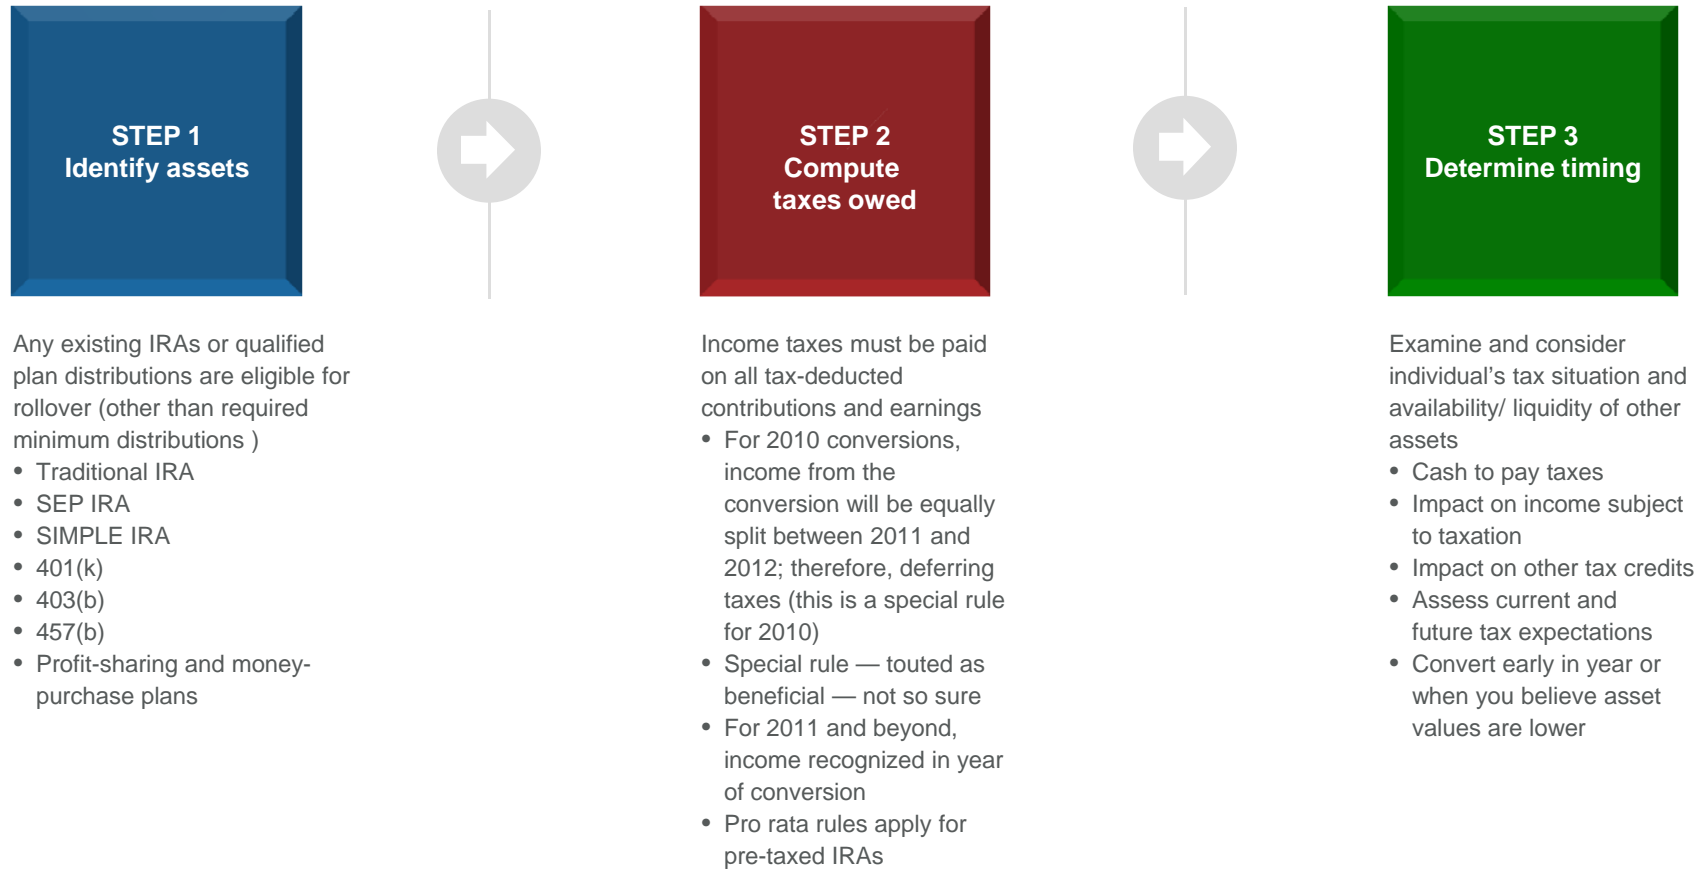 STEP 1
Identify assets
STEP 2
Compute
taxes owed
STEP 3
Determine timing
Any existing IRAs or qualified
plan distributions are eligible for
rollover (other than required
minimum distributions )
• Traditional IRA
• SEP IRA
• SIMPLE IRA
• 401(k)
• 403(b)
• 457(b)
• Profit-sharing and money-
purchase plans
Income taxes must be paid
on all tax-deducted
contributions and earnings
• For 2010 conversions,
income from the
conversion will be equally
split between 2011 and
2012; therefore, deferring
taxes (this is a special rule
for 2010)
• Special rule — touted as
beneficial — not so sure
• For 2011 and beyond,
income recognized in year
of conversion
• Pro rata rules apply for
pre-taxed IRAs
Examine and consider
individual’s tax situation and
availability/ liquidity of other
assets
• Cash to pay taxes
• Impact on income subject
to taxation
• Impact on other tax credits
• Assess current and
future tax expectations
• Convert early in year or
when you believe asset
values are lower